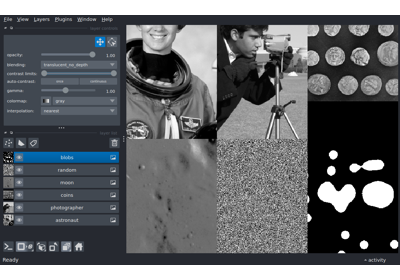 File View Layers Plugins Window Help
opacity: 1.00
blending: translucent_no_depth
contrast limits:
auto-contrast: once continuous
gamma: 1.00
colormap: gray
interpolation: nearest
blobs
random
moon
coins
photographer
astronaut
Ready activity